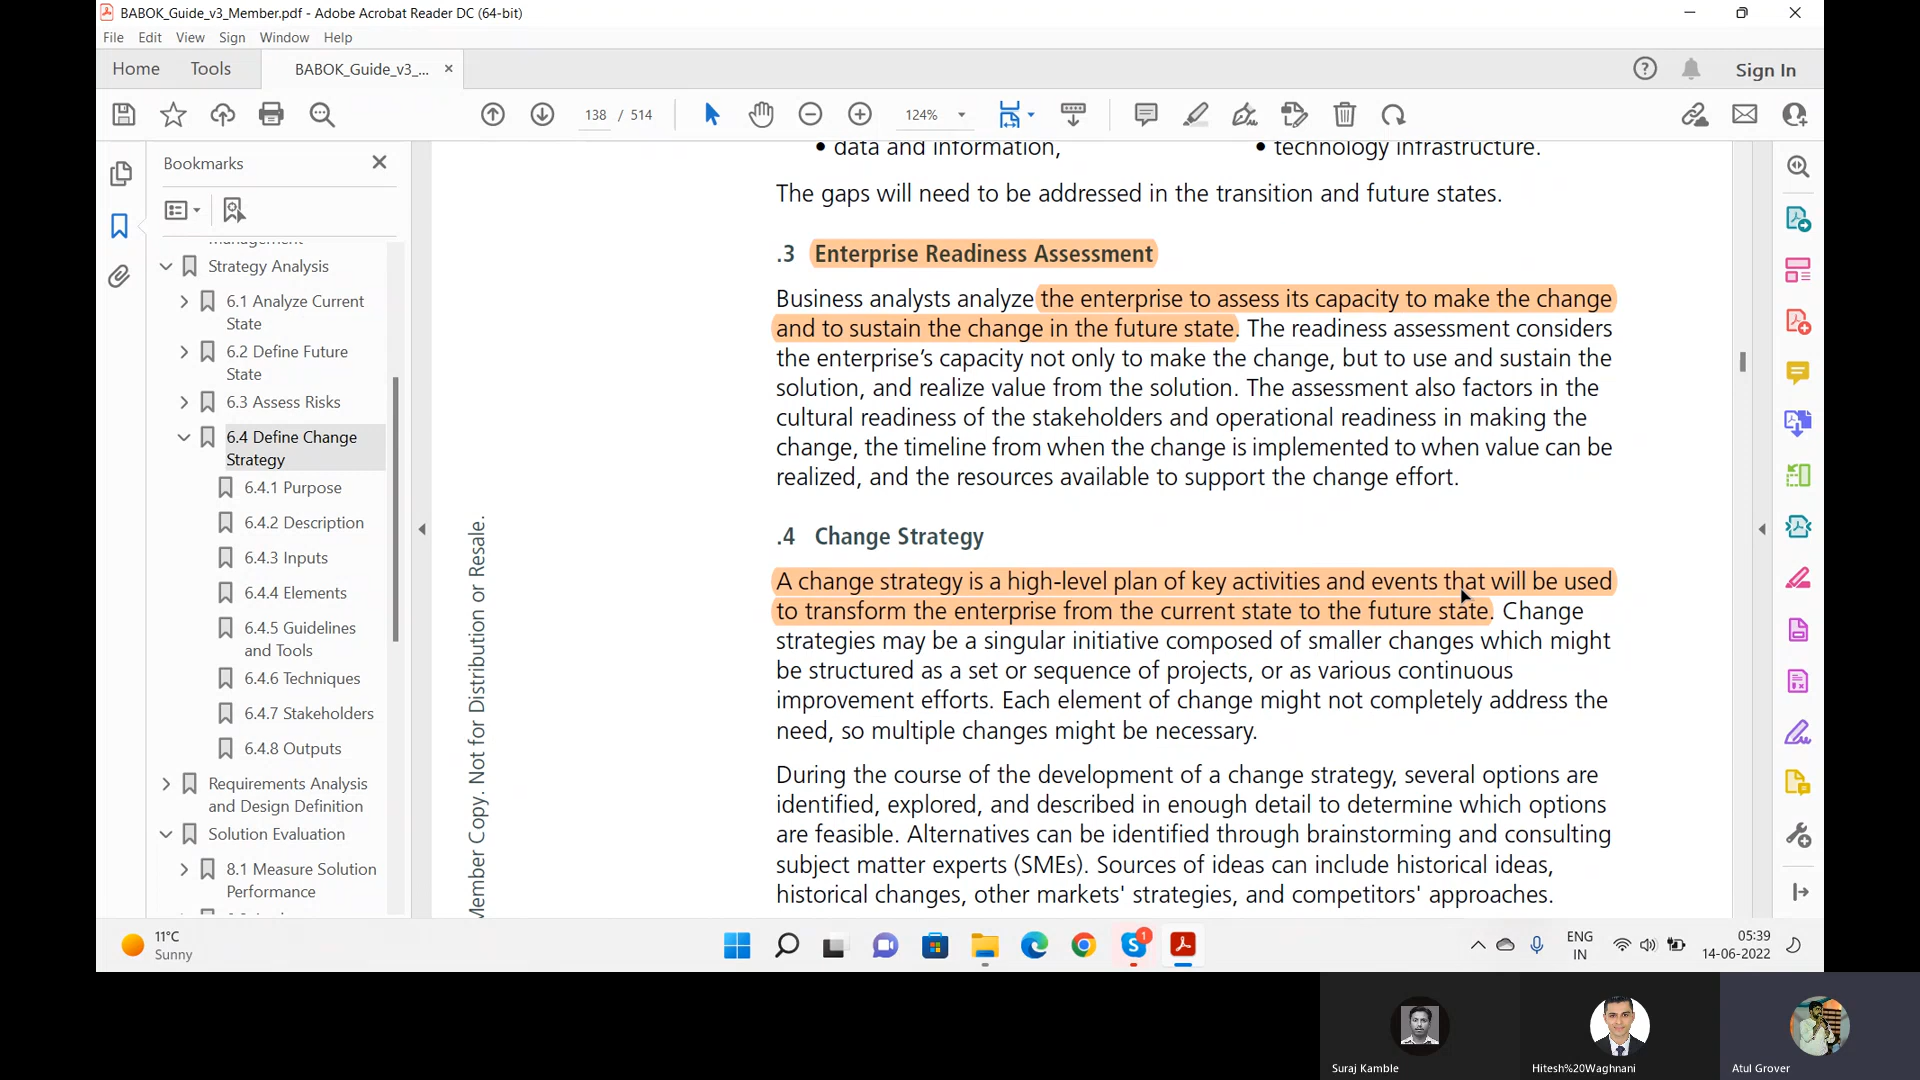 BABOK_Guide_v3_Member.pdf - Adobe Acrobat Reader DC (64-bit)
File Edit View Sign Window Help
Home Tools BABOK_Guide_v3_... × Sign In
138 / 514 124%
Bookmarks
Management
Strategy Analysis
6.1 Analyze Current
State
6.2 Define Future
State
6.3 Assess Risks
6.4 Define Change
Strategy
6.4.1 Purpose
6.4.2 Description
6.4.3 Inputs
6.4.4 Elements
6.4.5 Guidelines
and Tools
6.4.6 Techniques
6.4.7 Stakeholders
6.4.8 Outputs
Requirements Analysis
and Design Definition
Solution Evaluation
8.1 Measure Solution
Performance
Member Copy. Not for Distribution or Resale.
• data and information, • technology infrastructure.
The gaps will need to be addressed in the transition and future states.
.3 Enterprise Readiness Assessment
Business analysts analyze the enterprise to assess its capacity to make the change
and to sustain the change in the future state. The readiness assessment considers
the enterprise’s capacity not only to make the change, but to use and sustain the
solution, and realize value from the solution. The assessment also factors in the
cultural readiness of the stakeholders and operational readiness in making the
change, the timeline from when the change is implemented to when value can be
realized, and the resources available to support the change effort.
.4 Change Strategy
A change strategy is a high-level plan of key activities and events that will be used
to transform the enterprise from the current state to the future state. Change
strategies may be a singular initiative composed of smaller changes which might
be structured as a set or sequence of projects, or as various continuous
improvement efforts. Each element of change might not completely address the
need, so multiple changes might be necessary.
During the course of the development of a change strategy, several options are
identified, explored, and described in enough detail to determine which options
are feasible. Alternatives can be identified through brainstorming and consulting
subject matter experts (SMEs). Sources of ideas can include historical ideas,
historical changes, other markets' strategies, and competitors' approaches.
11°C
Sunny
1
ENG
IN
05:39
14-06-2022
Suraj Kamble
Hitesh%20Waghnani
Atul Grover